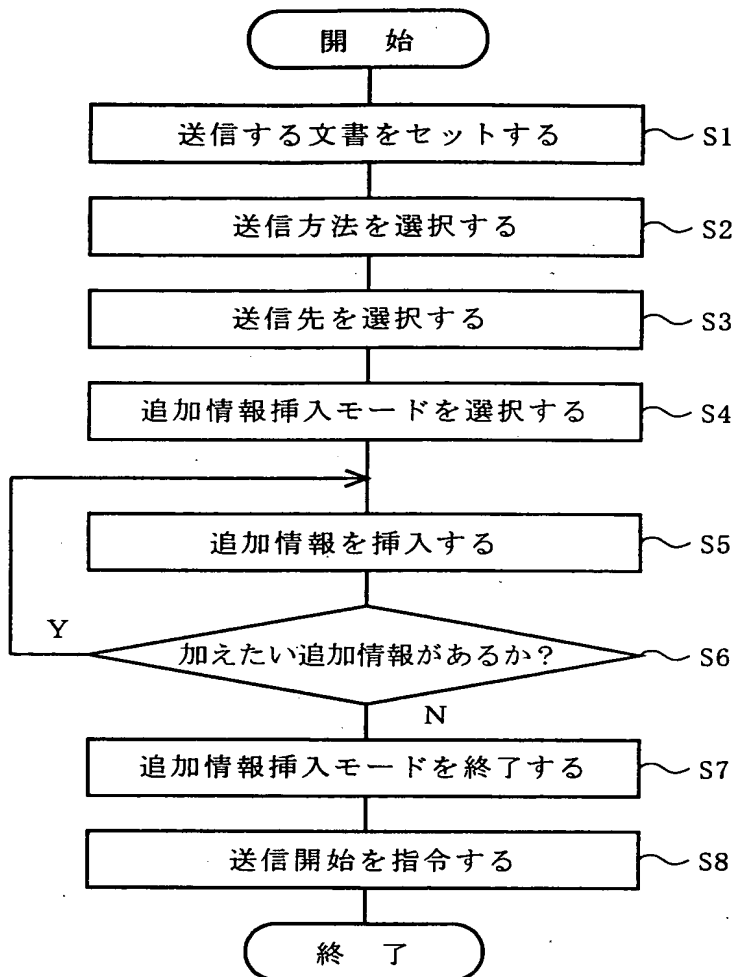 開 始
送信する文書をセットする S1
送信方法を選択する S2
送信先を選択する S3
追加情報挿入モードを選択する S4
追加情報を挿入する S5
Y
加えたい追加情報があるか? S6
N
追加情報挿入モードを終了する S7
送信開始を指令する S8
終 了